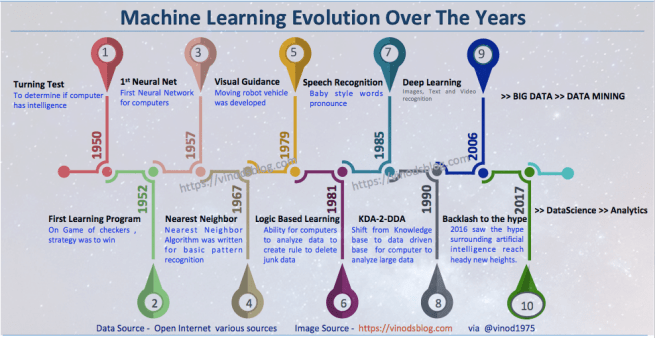 Machine Learning Evolution Over The Years
1
3
5
7
9
Turning Test
To determine if computer
has intelligence
1st Neural Net
First Neural Network
for computers
Visual Guidance
Moving robot vehicle
was developed
Speech Recognition
Baby style words
pronounce
Deep Learning
Images, Text and Video
recognition
>> BIG DATA >> DATA MINING
1950
1957
1979
1985
2006
https://vinodsblog.com
https://vinodsblog.com
1952
1967
1981
1990
2017
First Learning Program
On Game of checkers ,
strategy was to win
Nearest Neighbor
Nearest Neighbor
Algorithm was written
for basic pattern
recognition
Logic Based Learning
Ability for computers
to analyze data to
create rule to delete
junk data
KDA-2-DDA
Shift from Knowledge
base to data driven
base for computer to
analyze large data
Backlash to the hype
2016 saw the hype
surrounding artificial
intelligence reach
heady new heights.
>> DataScience >> Analytics
2
4
6
8
10
Data Source - Open Internet various sources Image Source - https://vinodsblog.com via @vinod1975